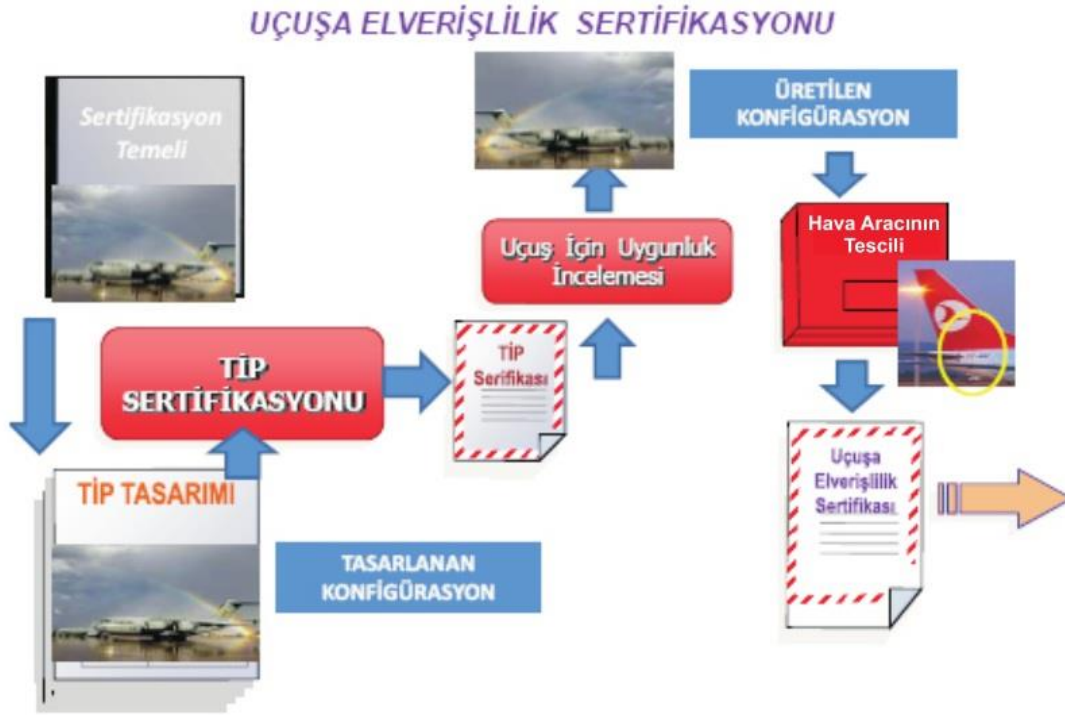 UÇUŞA ELVERİŞLİLİK SERTİFİKASYONU
Sertifikasyon
Temeli
TİP TASARIMI
TASARLANAN
KONFİGÜRASYON
TİP
SERTİFİKASYONU
TİP
Serifikası
Uçuş İçin Uygunluk
İncelemesi
ÜRETİLEN
KONFİGÜRASYON
Hava Aracının
Tescili
Uçuşa
Elverişlilik
Sertifikası